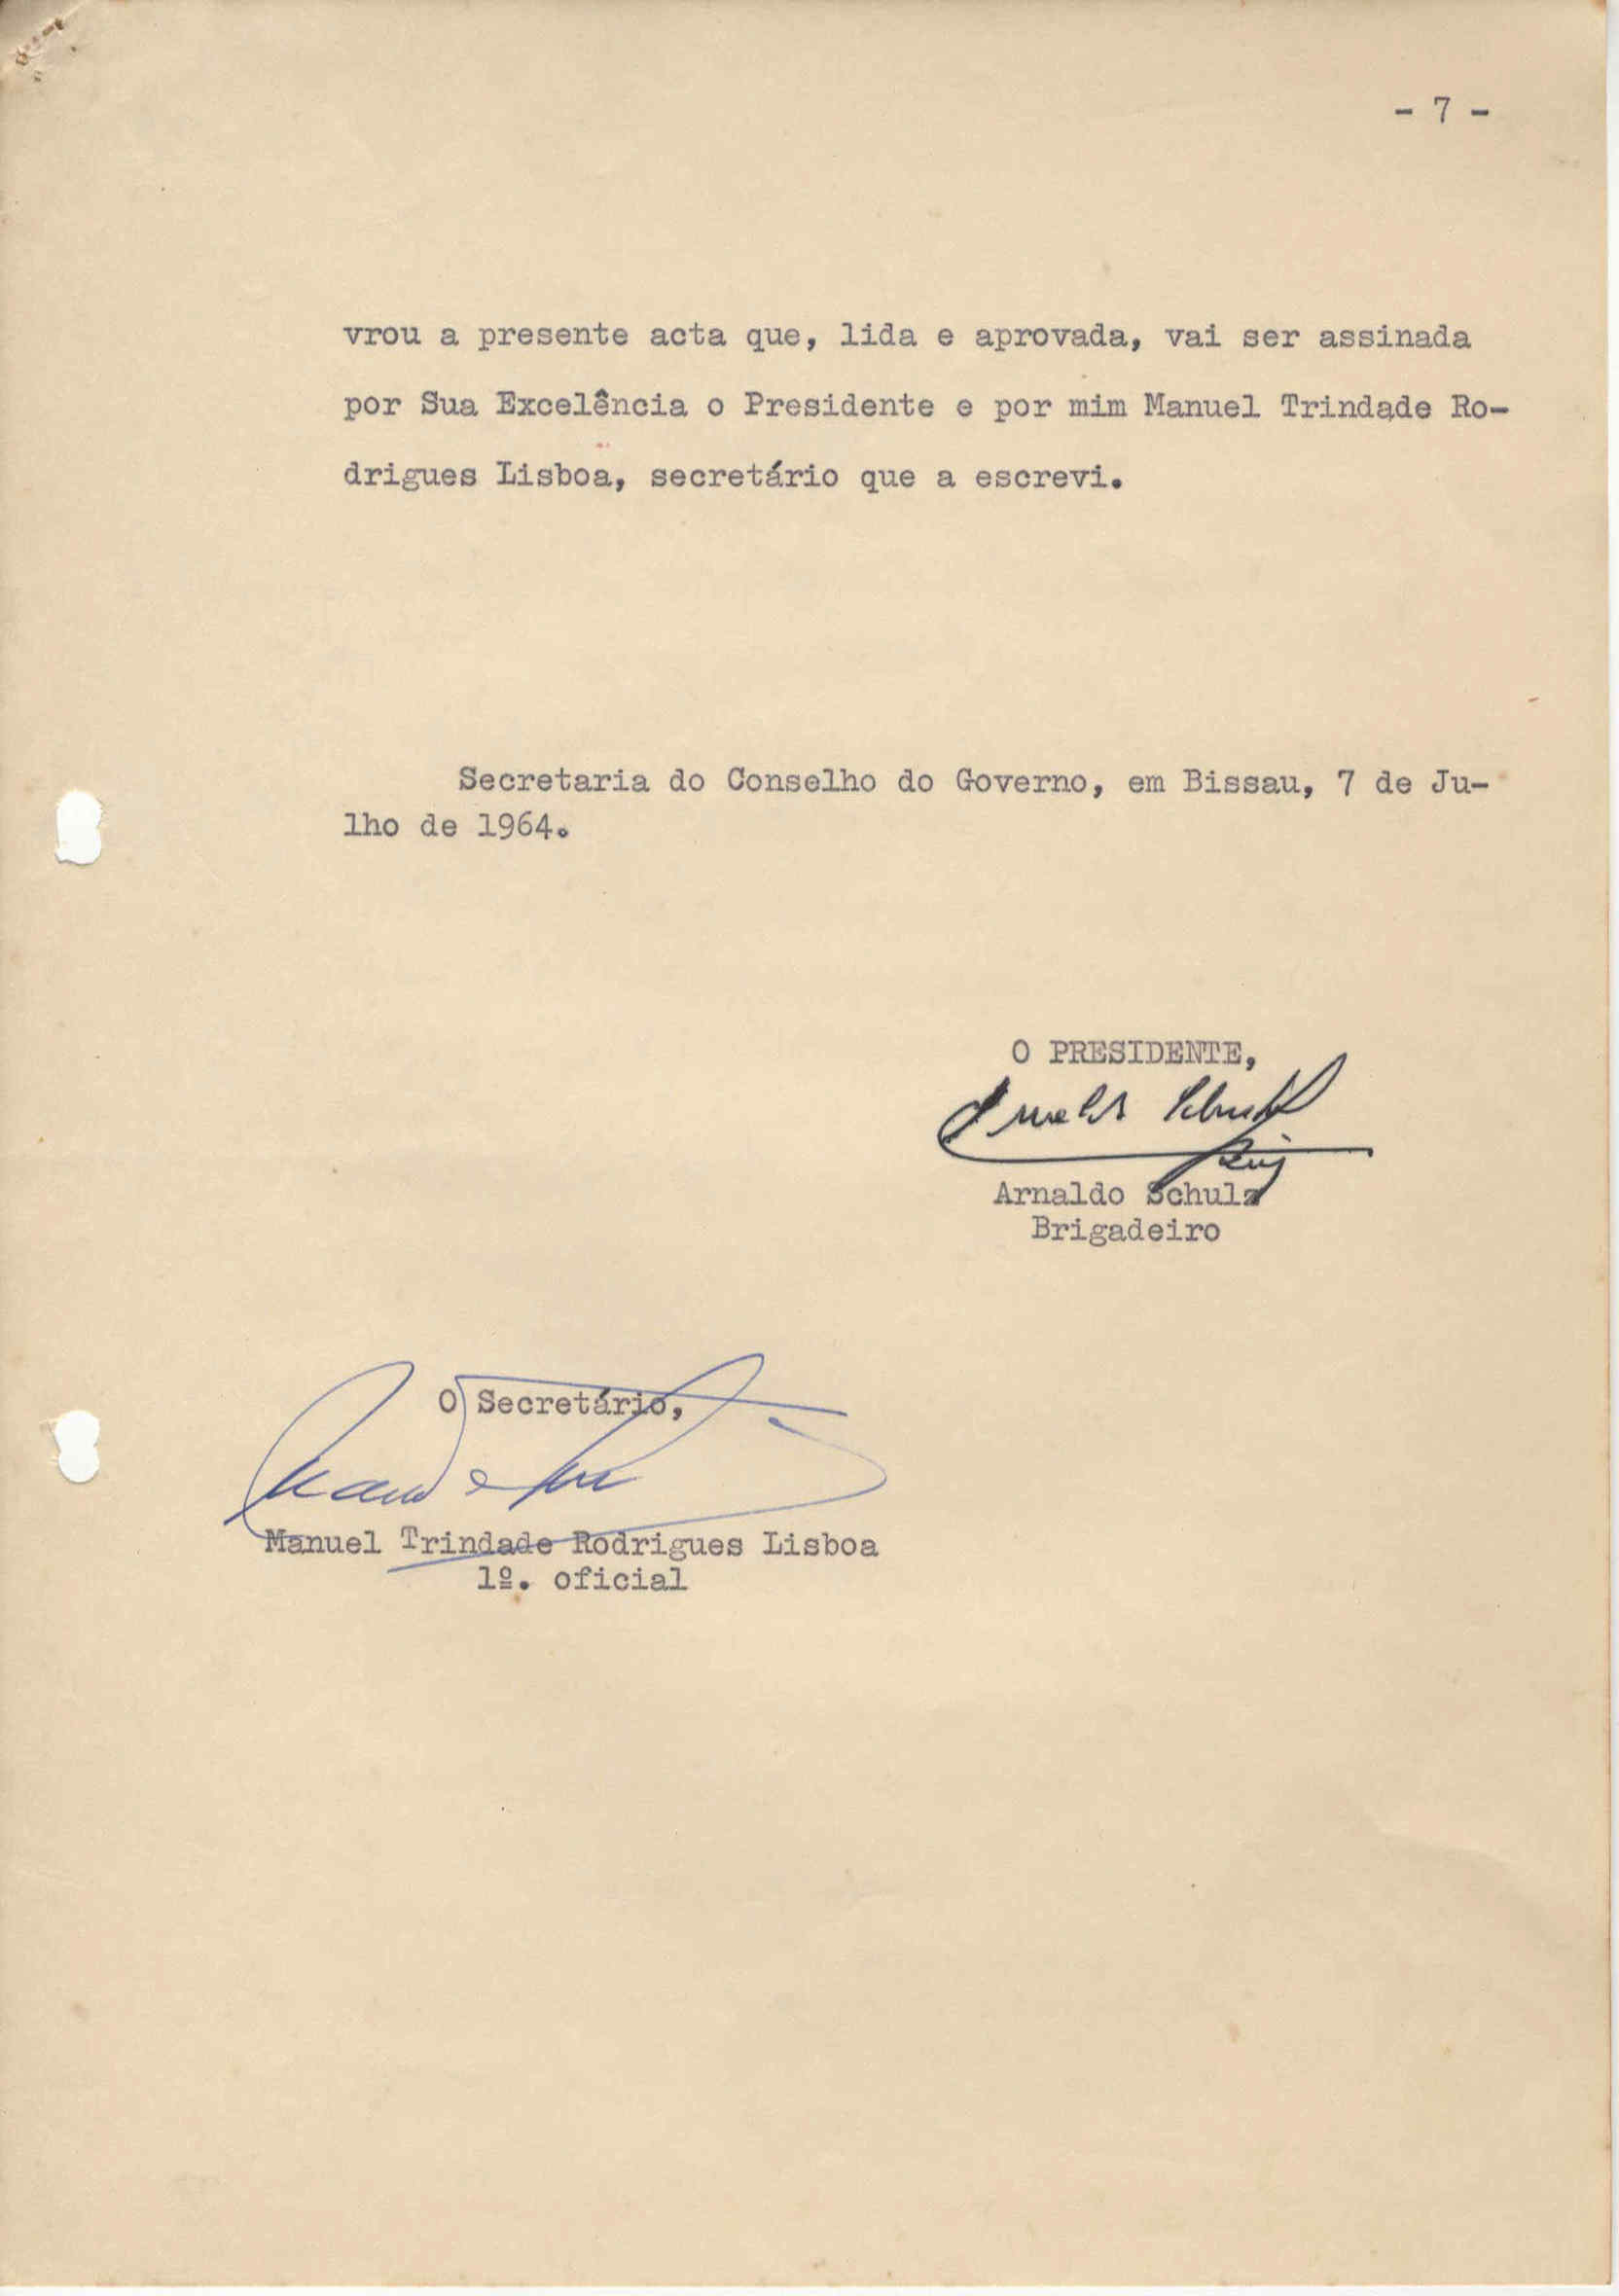 - 7 -
vrou a presente acta que, lida e aprovada, vai ser assinada
por Sua Excelência o Presidente e por mim Manuel Trindade Ro-
drigues Lisboa, secretário que a escrevi.
Secretaria do Conselho do Governo, em Bissau, 7 de Ju-
lho de 1964.
O PRESIDENTE,
Arnaldo Schulz
Brigadeiro
O Secretário,
Manuel Trindade Rodrigues Lisboa
1º. oficial